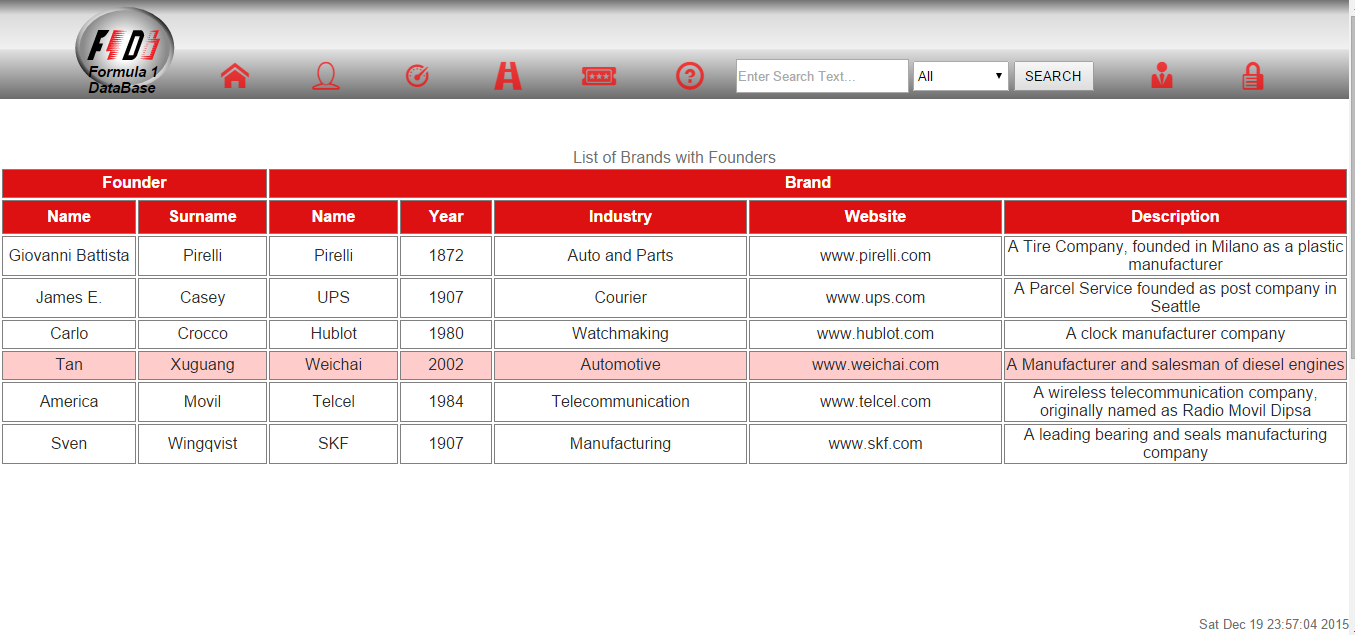 F1DB
Formula 1
DataBase
Enter Search Text... All SEARCH
List of Brands with Founders
Founder Brand
Name Surname Name Year Industry Website Description
Giovanni Battista Pirelli Pirelli 1872 Auto and Parts www.pirelli.com A Tire Company, founded in Milano as a plastic
manufacturer
James E. Casey UPS 1907 Courier www.ups.com A Parcel Service founded as post company in
Seattle
Carlo Crocco Hublot 1980 Watchmaking www.hublot.com A clock manufacturer company
Tan Xuguang Weichai 2002 Automotive www.weichai.com A Manufacturer and salesman of diesel engines
America Movil Telcel 1984 Telecommunication www.telcel.com A wireless telecommunication company,
originally named as Radio Movil Dipsa
Sven Wingqvist SKF 1907 Manufacturing www.skf.com A leading bearing and seals manufacturing
company
Sat Dec 19 23:57:04 2015